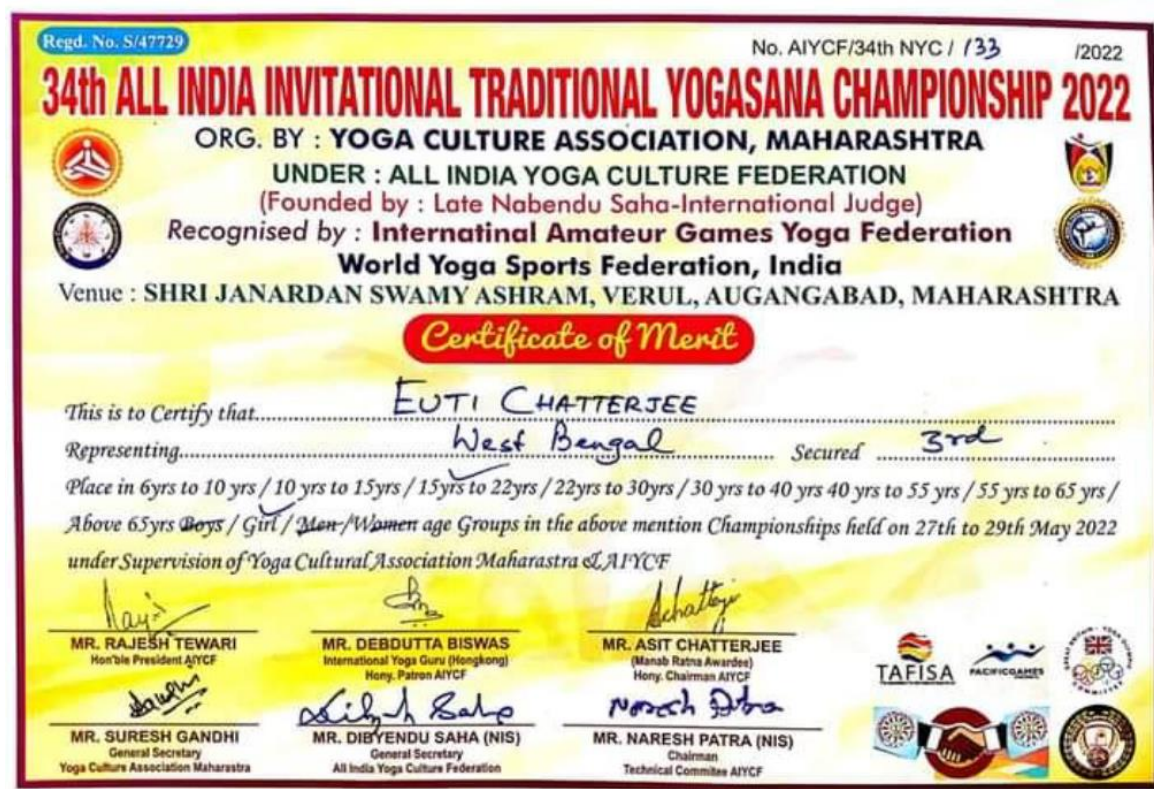 Regd. No. S/47729
No. AIYCF/34th NYC / 133 /2022
34th ALL INDIA INVITATIONAL TRADITIONAL YOGASANA CHAMPIONSHIP 2022
ORG. BY : YOGA CULTURE ASSOCIATION, MAHARASHTRA
UNDER : ALL INDIA YOGA CULTURE FEDERATION
(Founded by : Late Nabendu Saha-International Judge)
Recognised by : Internatinal Amateur Games Yoga Federation
World Yoga Sports Federation, India
Venue : SHRI JANARDAN SWAMY ASHRAM, VERUL, AUGANGABAD, MAHARASHTRA
Certificate of Merit
This is to Certify that EUTI CHATTERJEE
Representing West Bengal Secured 3rd
Place in 6yrs to 10 yrs / 10 yrs to 15yrs / 15yrs to 22yrs / 22yrs to 30yrs / 30 yrs to 40 yrs 40 yrs to 55 yrs / 55 yrs to 65 yrs /
Above 65yrs Boys / Girl / Men / Women age Groups in the above mention Championships held on 27th to 29th May 2022
under Supervision of Yoga Cultural Association Maharastra & AIYCF
MR. RAJESH TEWARI
Hon'ble President AIYCF
MR. DEBDUTTA BISWAS
International Yoga Guru (Hongkong)
Hony. Patron AIYCF
MR. ASIT CHATTERJEE
(Manab Ratna Awardee)
Hony. Chairman AIYCF
TAFISA
PACIFICGAMES
MR. SURESH GANDHI
General Secretary
Yoga Culture Association Maharastra
MR. DIBYENDU SAHA (NIS)
General Secretary
All India Yoga Culture Federation
MR. NARESH PATRA (NIS)
Chairman
Technical Commitee AIYCF